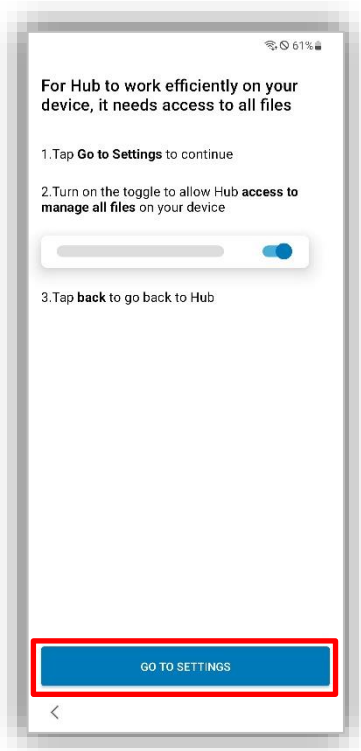 61%
For Hub to work efficiently on your
device, it needs access to all files
1.Tap Go to Settings to continue
2.Turn on the toggle to allow Hub access to
manage all files on your device
3.Tap back to go back to Hub
GO TO SETTINGS